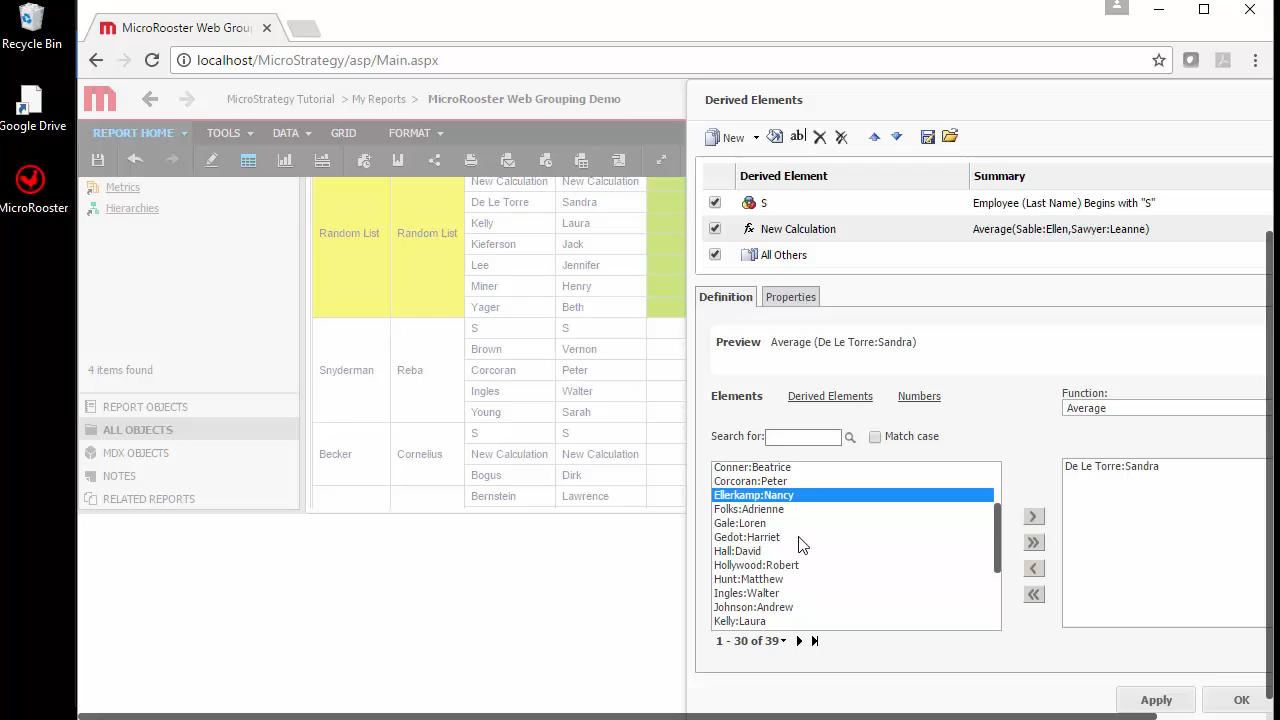 Recycle Bin
Google Drive
MicroRooster
MicroRooster Web Grou
localhost/MicroStrategy/asp/Main.aspx
MicroStrategy Tutorial > My Reports > MicroRooster Web Grouping Demo
REPORT HOME TOOLS DATA GRID FORMAT
Metrics
Hierarchies
4 items found
REPORT OBJECTS
ALL OBJECTS
MDX OBJECTS
NOTES
RELATED REPORTS
New Calculation New Calculation
De Le Torre Sandra
Kelly Laura
Random List Random List
Kieferson Jack
Lee Jennifer
Miner Henry
Yager Beth
S S
Brown Vernon
Snyderman Reba
Corcoran Peter
Ingles Walter
Young Sarah
S S
Becker Cornelius
New Calculation New Calculation
Bogus Dirk
Bernstein Lawrence
Derived Elements
New
Derived Element Summary
S Employee (Last Name) Begins with "S"
fx New Calculation Average(Sable:Ellen,Sawyer:Leanne)
All Others
Definition Properties
Preview Average (De Le Torre:Sandra)
Elements Derived Elements Numbers
Search for: Match case
Conner:Beatrice
Corcoran:Peter
Ellerkamp:Nancy
Folks:Adrienne
Gale:Loren
Gedot:Harriet
Hall:David
Hollywood:Robert
Hunt:Matthew
Ingles:Walter
Johnson:Andrew
Kelly:Laura
1 - 30 of 39
Function:
Average
De Le Torre:Sandra
Apply OK